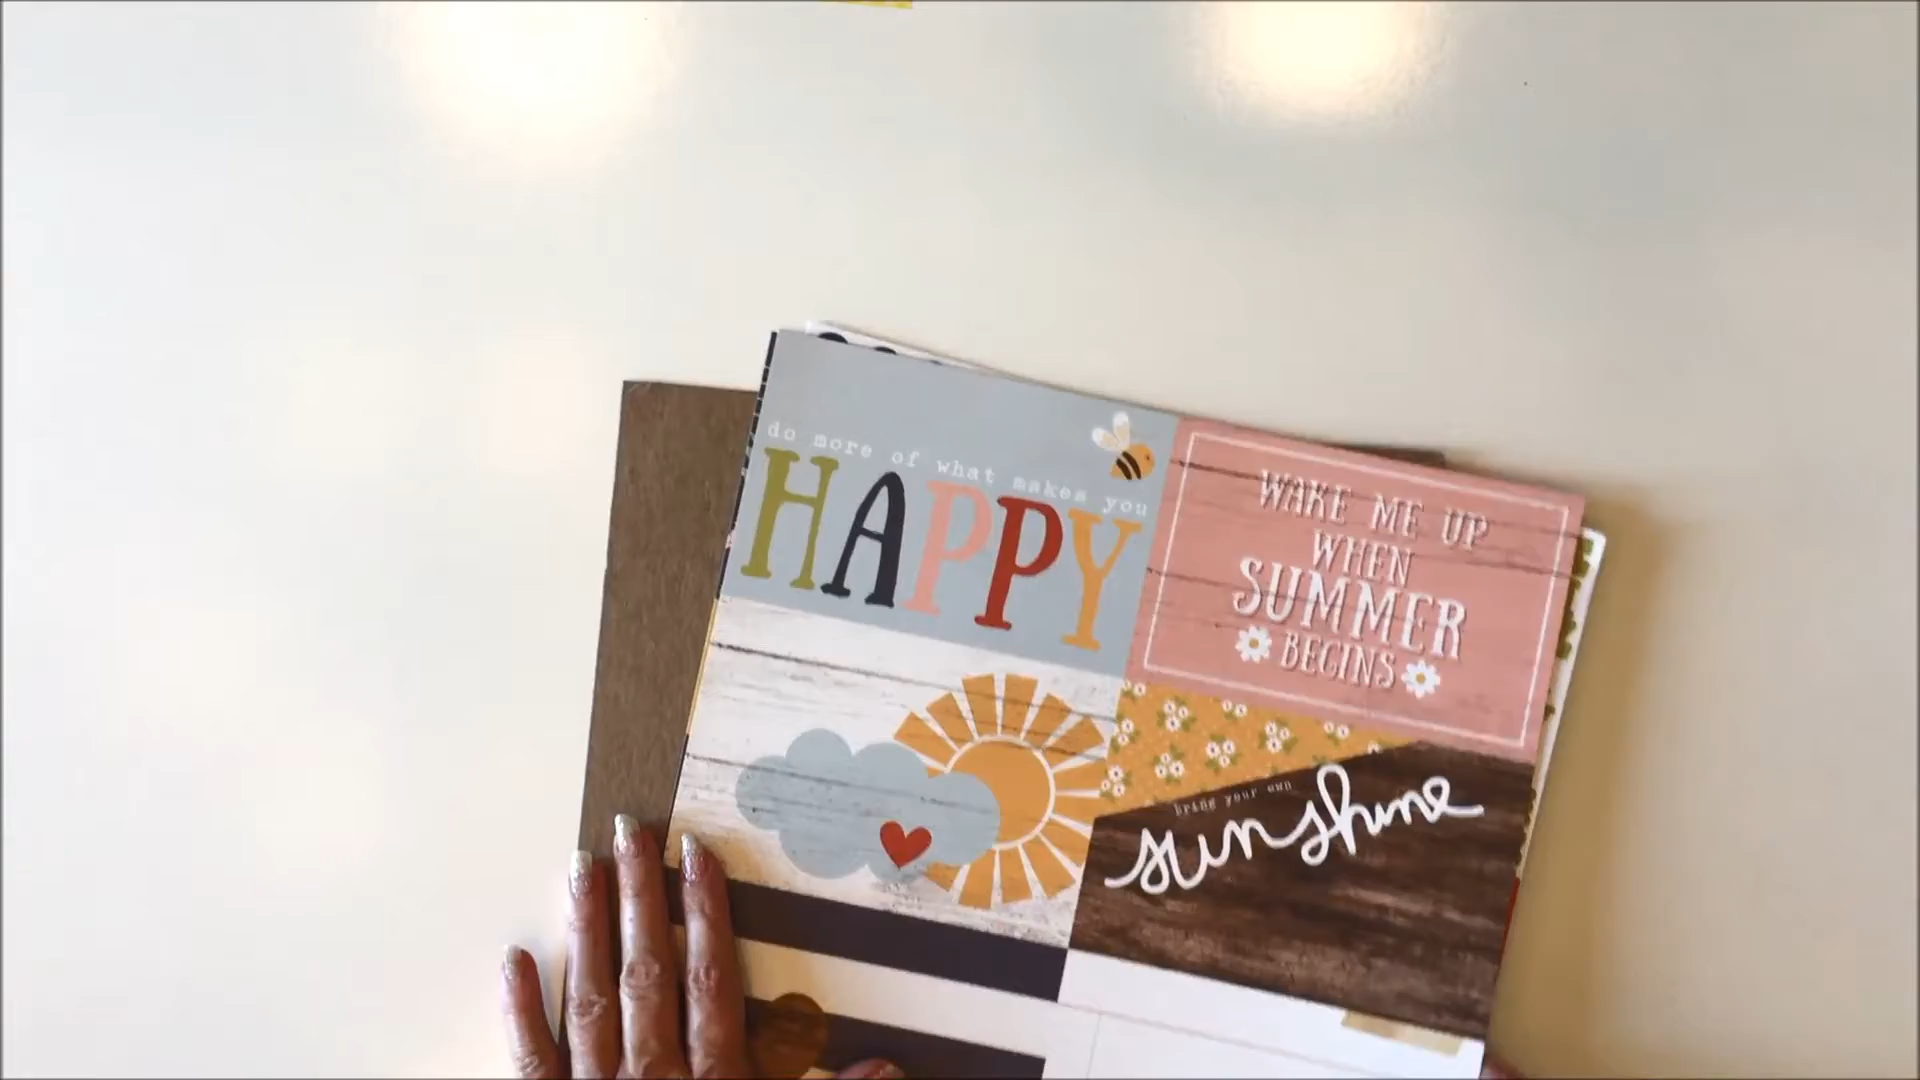 do more of what makes you
HAPPY
WAKE ME UP
WHEN
SUMMER
BEGINS
bring your own
sunshine